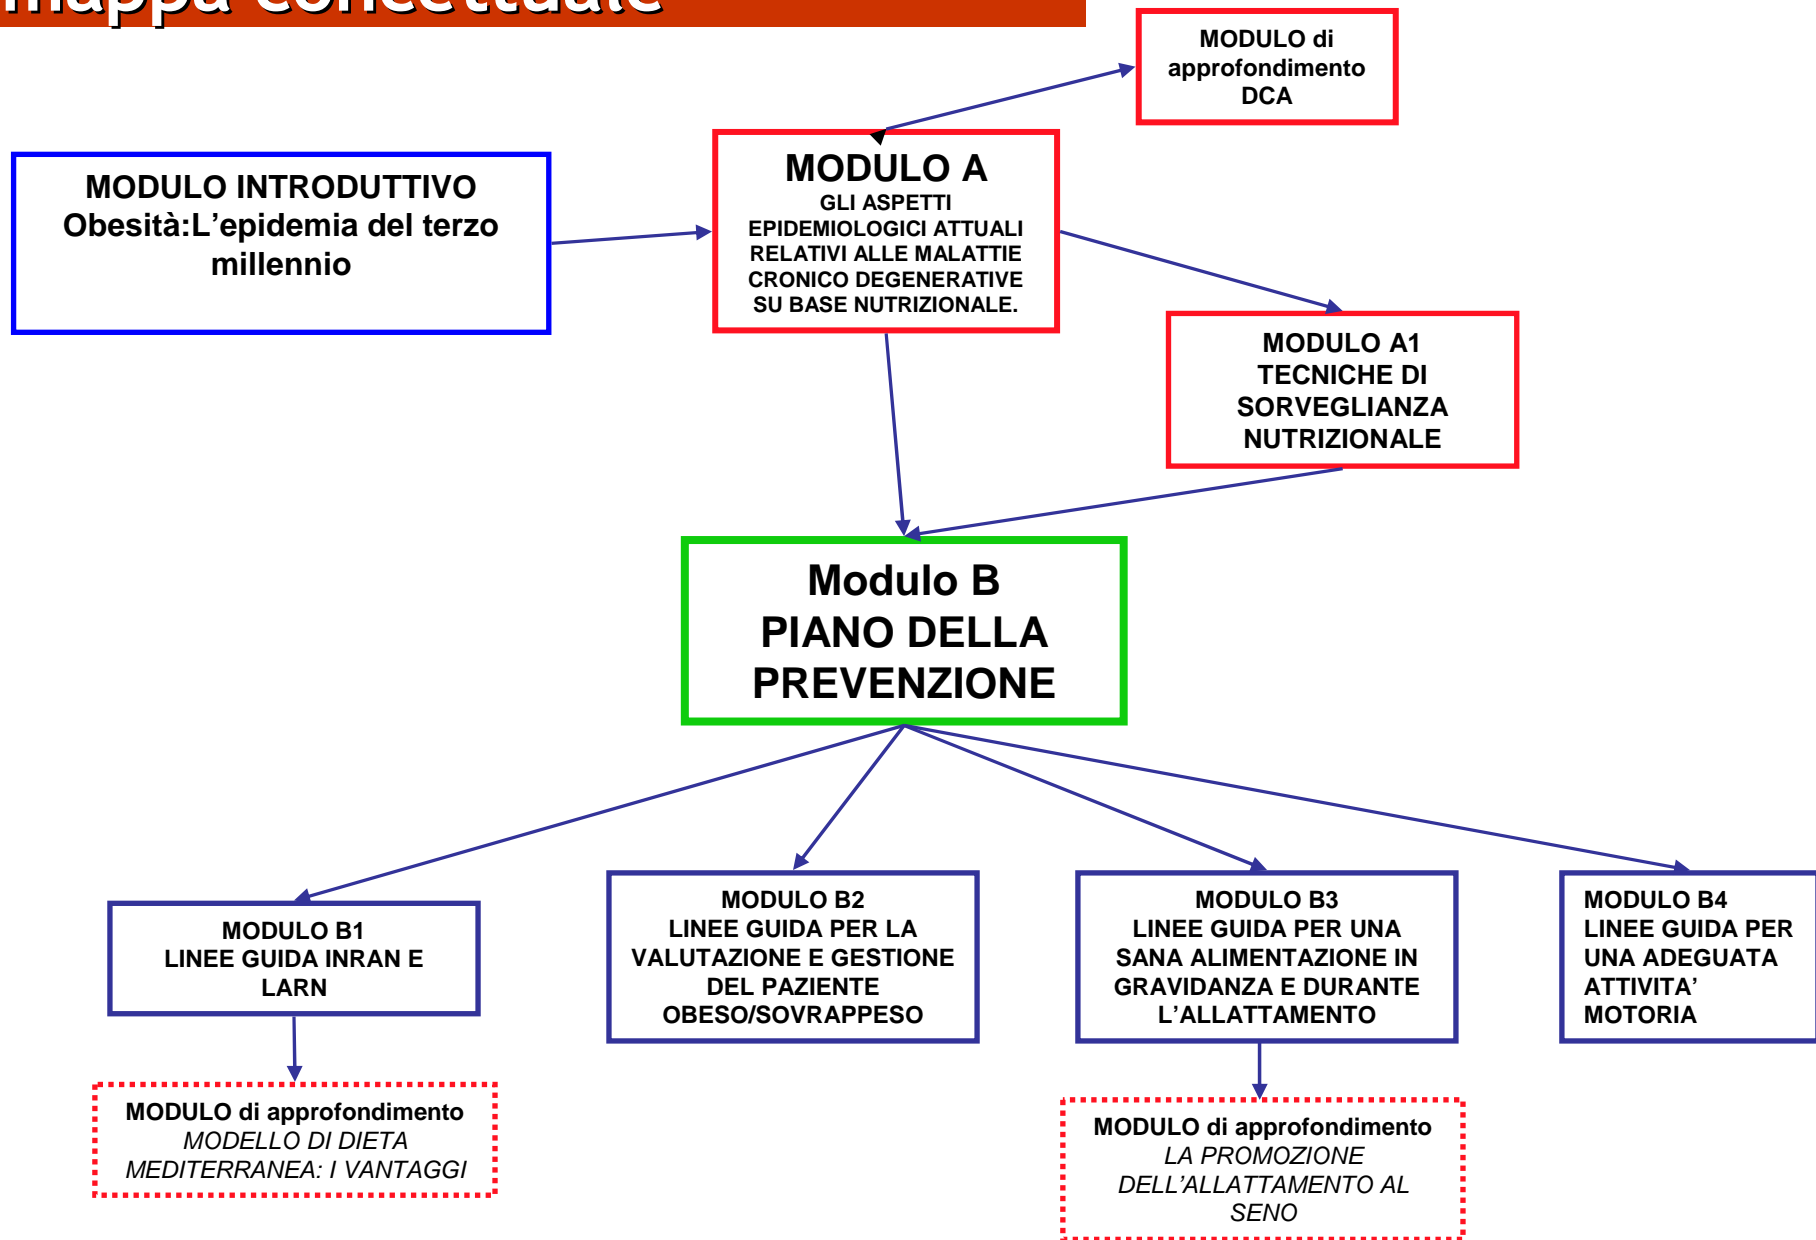 mappa concettuale
MODULO di
approfondimento
DCA
MODULO INTRODUTTIVO
Obesità:L'epidemia del terzo
millennio
MODULO A
GLI ASPETTI
EPIDEMIOLOGICI ATTUALI
RELATIVI ALLE MALATTIE
CRONICO DEGENERATIVE
SU BASE NUTRIZIONALE.
MODULO A1
TECNICHE DI
SORVEGLIANZA
NUTRIZIONALE
Modulo B
PIANO DELLA
PREVENZIONE
MODULO B1
LINEE GUIDA INRAN E
LARN
MODULO B2
LINEE GUIDA PER LA
VALUTAZIONE E GESTIONE
DEL PAZIENTE
OBESO/SOVRAPPESO
MODULO B3
LINEE GUIDA PER UNA
SANA ALIMENTAZIONE IN
GRAVIDANZA E DURANTE
L'ALLATTAMENTO
MODULO B4
LINEE GUIDA PER
UNA ADEGUATA
ATTIVITA'
MOTORIA
MODULO di approfondimento
MODELLO DI DIETA
MEDITERRANEA: I VANTAGGI
MODULO di approfondimento
LA PROMOZIONE
DELL'ALLATTAMENTO AL
SENO